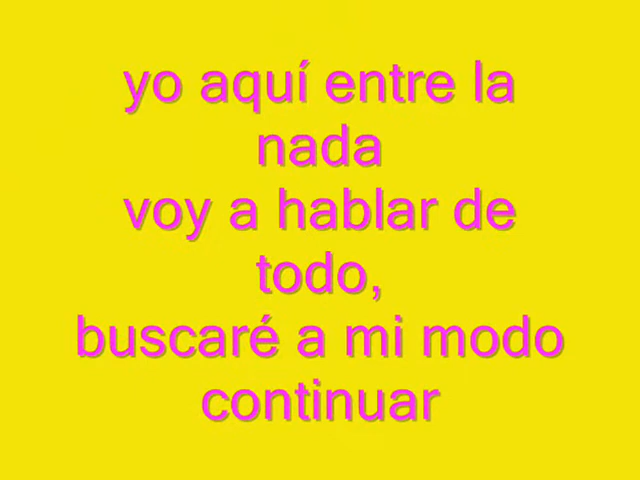 yo aquí entre la
nada
voy a hablar de
todo,
buscaré a mi modo
continuar